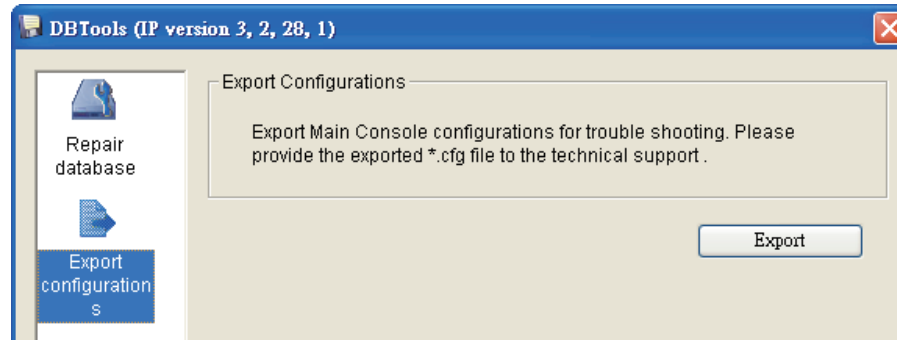 DBTools (IP version 3, 2, 28, 1)
Repair
database
Export
configuration
s
Export Configurations
Export Main Console configurations for trouble shooting. Please
provide the exported *.cfg file to the technical support .
Export